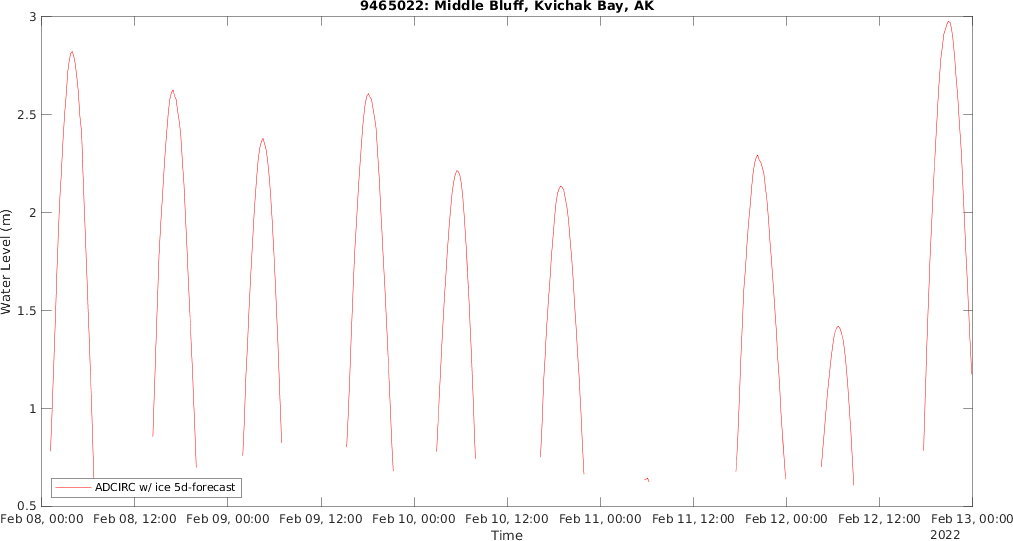 9465022: Middle Bluff, Kvichak Bay, AK
3
2.5
2
1.5
1
0.5
Water Level (m)
ADCIRC w/ ice 5d-forecast
Feb 08, 00:00 Feb 08, 12:00 Feb 09, 00:00 Feb 09, 12:00 Feb 10, 00:00 Feb 10, 12:00 Feb 11, 00:00 Feb 11, 12:00 Feb 12, 00:00 Feb 12, 12:00 Feb 13, 00:00
Time
2022